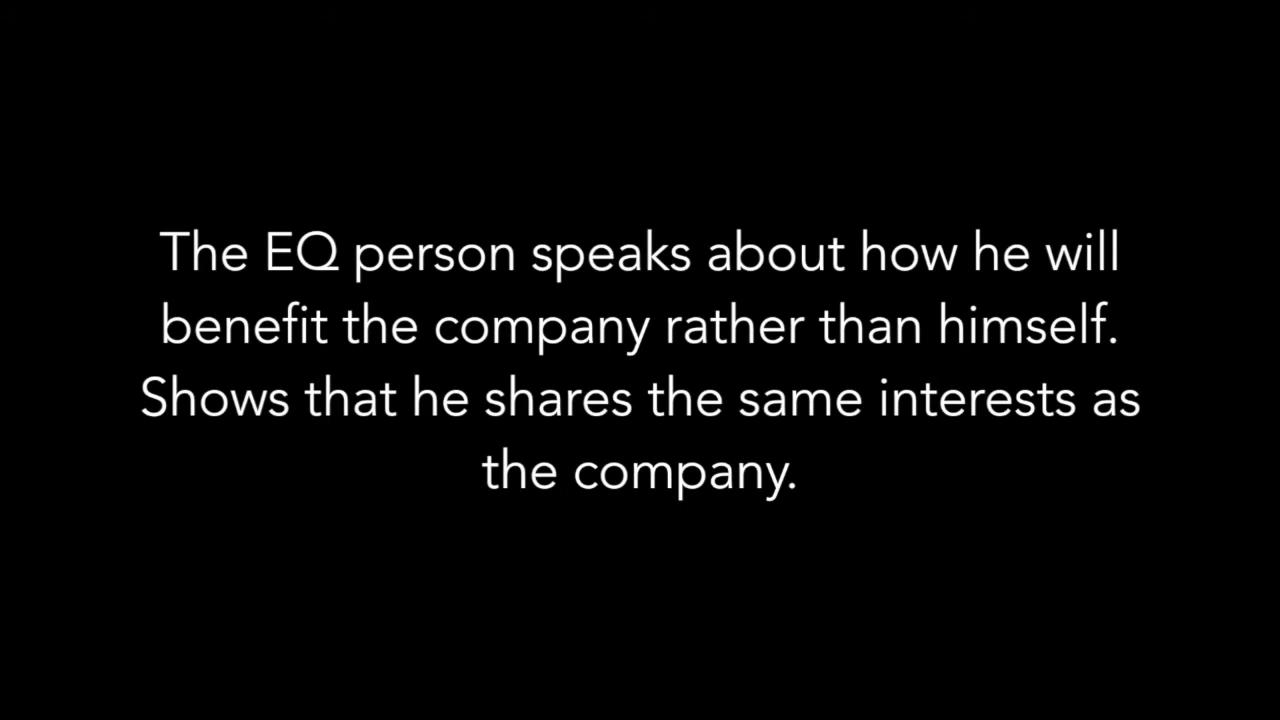 The EQ person speaks about how he will
benefit the company rather than himself.
Shows that he shares the same interests as
the company.